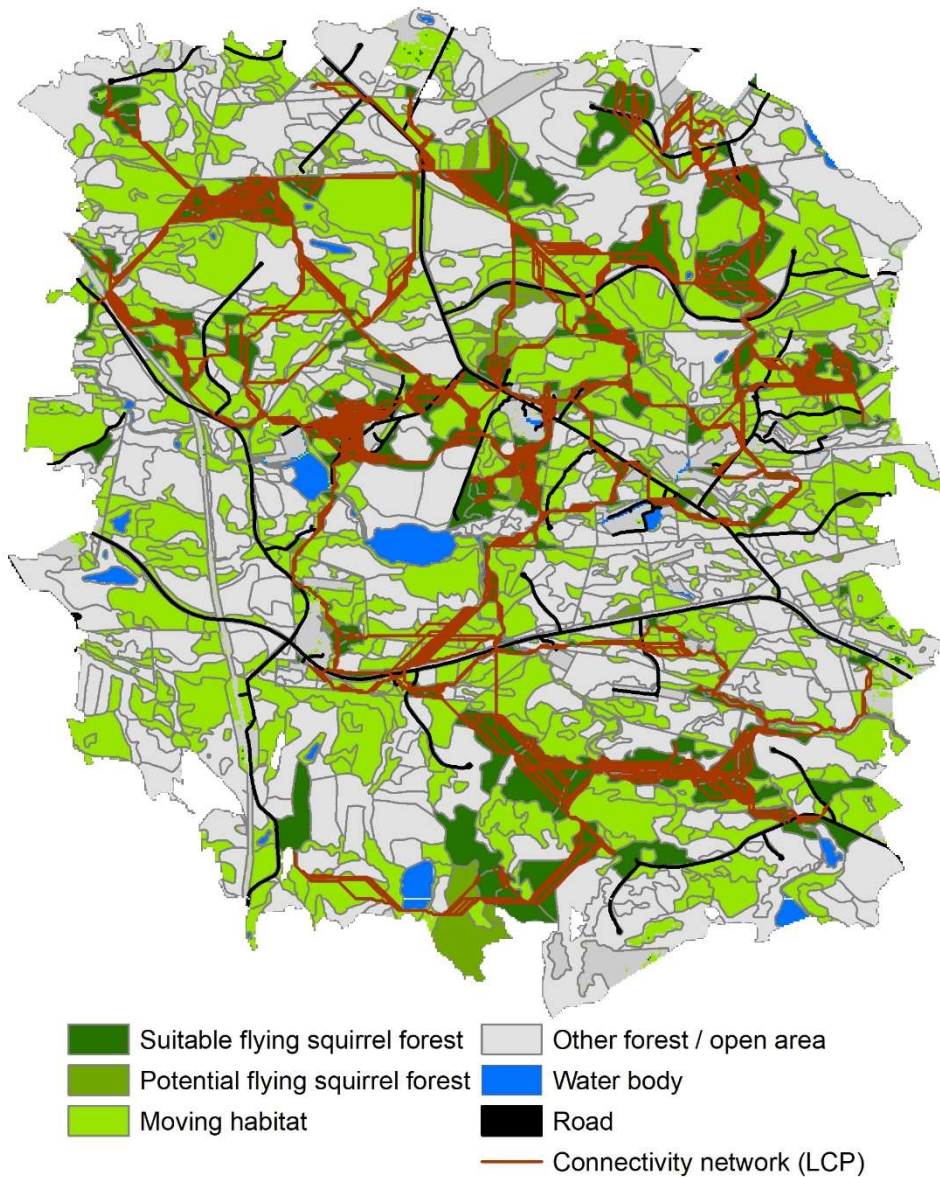 Suitable flying squirrel forest
Potential flying squirrel forest
Moving habitat
Other forest / open area
Water body
Road
Connectivity network (LCP)